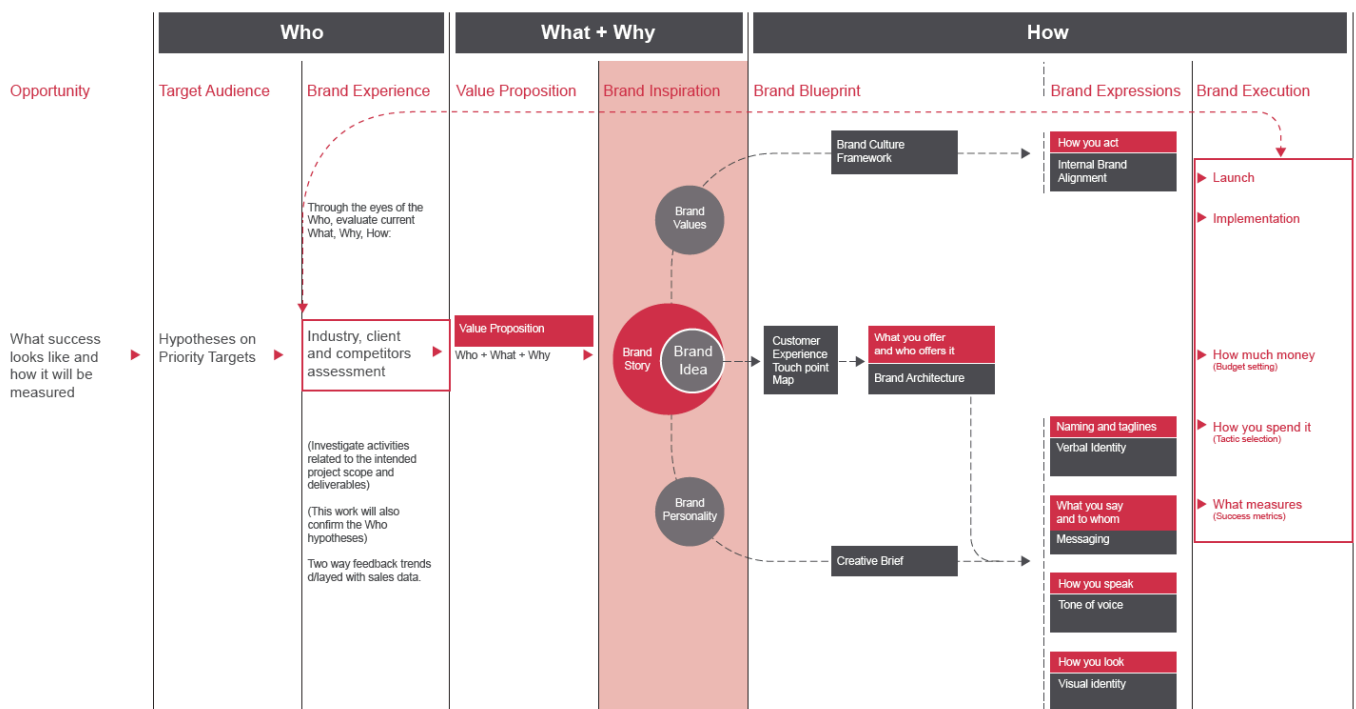 Who
What + Why
How
Opportunity
Target Audience
Brand Experience
Value Proposition
Brand Inspiration
Brand Blueprint
Brand Expressions
Brand Execution
What success
looks like and
how it will be
measured
Hypotheses on
Priority Targets
Through the eyes of the
Who, evaluate current
What, Why, How:
Industry, client
and competitors
assessment
(Investigate activities
related to the intended
project scope and
deliverables)
(This work will also
confirm the Who
hypotheses)
Two way feedback trends
d/layed with sales data.
Value Proposition
Who + What + Why
Brand
Values
Brand
Story
Brand
Idea
Brand
Personality
Brand Culture
Framework
Customer
Experience
Touch point
Map
What you offer
and who offers it
Brand Architecture
Creative Brief
How you act
Internal Brand
Alignment
Naming and taglines
Verbal Identity
What you say
and to whom
Messaging
How you speak
Tone of voice
How you look
Visual identity
Launch
Implementation
How much money
(Budget setting)
How you spend it
(Tactic selection)
What measures
(Success metrics)